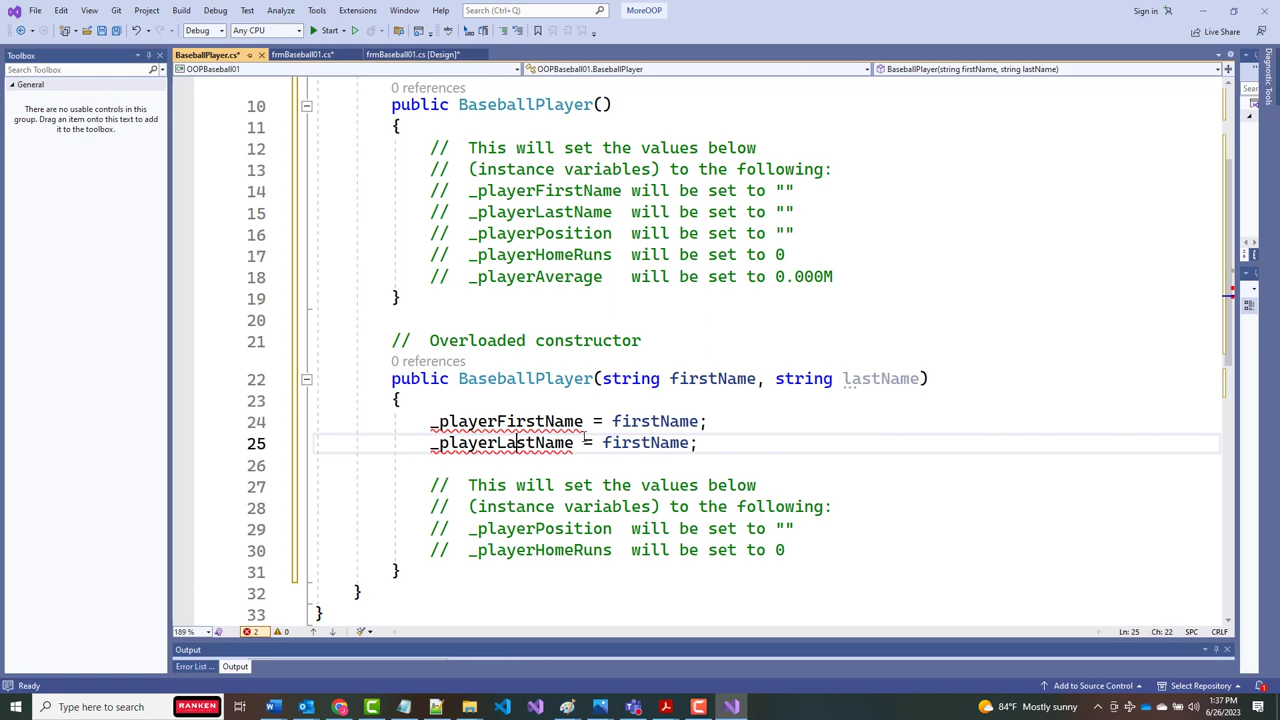 File Edit View Git Project Build Debug Test Analyze Tools Extensions Window Help Search (Ctrl+Q) MoreOOP Sign in
Debug Any CPU Start Live Share
Toolbox
BaseballPlayer.cs* frmBaseball01.cs* frmBaseball01.cs [Design]*
Search Toolbox
OOPBaseball01 OOPBaseball01.BaseballPlayer BaseballPlayer(string firstName, string lastName)
General
There are no usable controls in this
group. Drag an item onto this text to add
it to the toolbox.
Diagnostic Tools
Sear
0 references
10 public BaseballPlayer()
11 {
12 // This will set the values below
13 // (instance variables) to the following:
14 // _playerFirstName will be set to ""
15 // _playerLastName will be set to ""
16 // _playerPosition will be set to ""
17 // _playerHomeRuns will be set to 0
18 // _playerAverage will be set to 0.000M
19 }
20
21 // Overloaded constructor
0 references
22 public BaseballPlayer(string firstName, string lastName)
23 {
24 _playerFirstName = firstName;
25 _playerLastName = firstName;
26
27 // This will set the values below
28 // (instance variables) to the following:
29 // _playerPosition will be set to ""
30 // _playerHomeRuns will be set to 0
31 }
32 }
33 }
189 % 2 0 Ln: 25 Ch: 22 SPC CRLF
Output
Error List ... Output
Ready Add to Source Control Select Repository 1
Type here to search RANKEN 84°F Mostly sunny 1:37 PM
6/26/2023